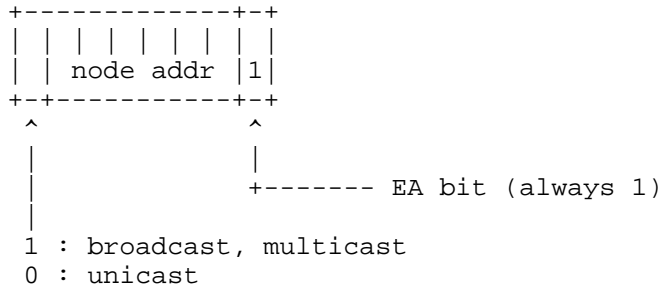 +-------------+-+
| | | | | | | | |
| | node addr |1|
+-+-----------+-+
^ ^
| |
| +------- EA bit (always 1)
|
1 : broadcast, multicast
0 : unicast